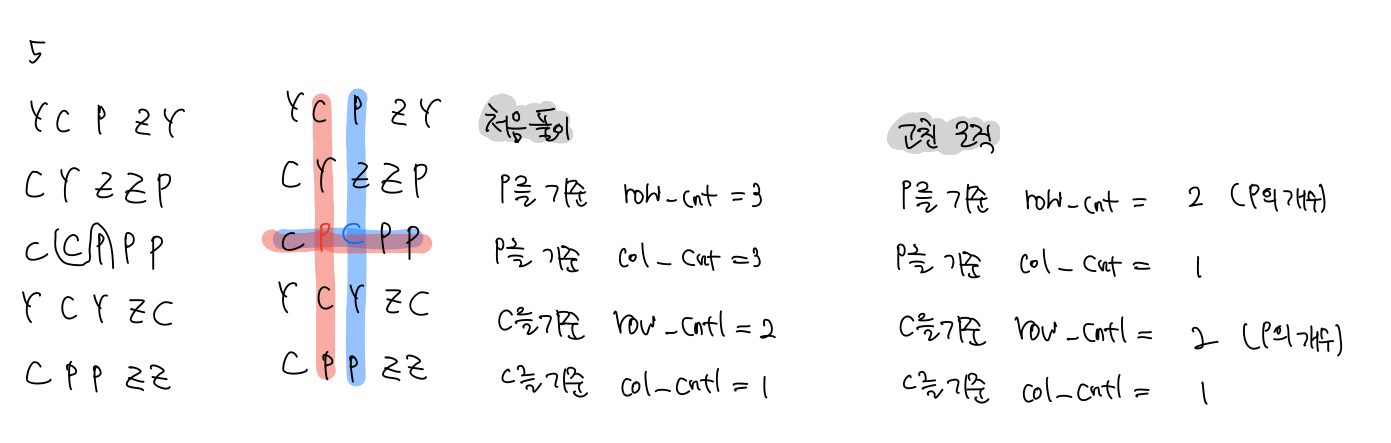 5
Y C P Z Y
C Y Z Z P
C C P P P
Y C Y Z C
C P P Z Z
Y C P Z Y
C Y Z Z P
C P C P P
Y C Y Z C
C P P Z Z
처음 풀이
P를 기준 row_cnt = 3
P를 기준 col_cnt = 3
C를 기준 row_cnt1 = 2
C를 기준 col_cnt1 = 1
고친 로직
P를 기준 row_cnt = 2 (P의 개수)
P를 기준 col_cnt = 1
C를 기준 row_cnt1 = 2 (P의 개수)
C를 기준 col_cnt1 = 1